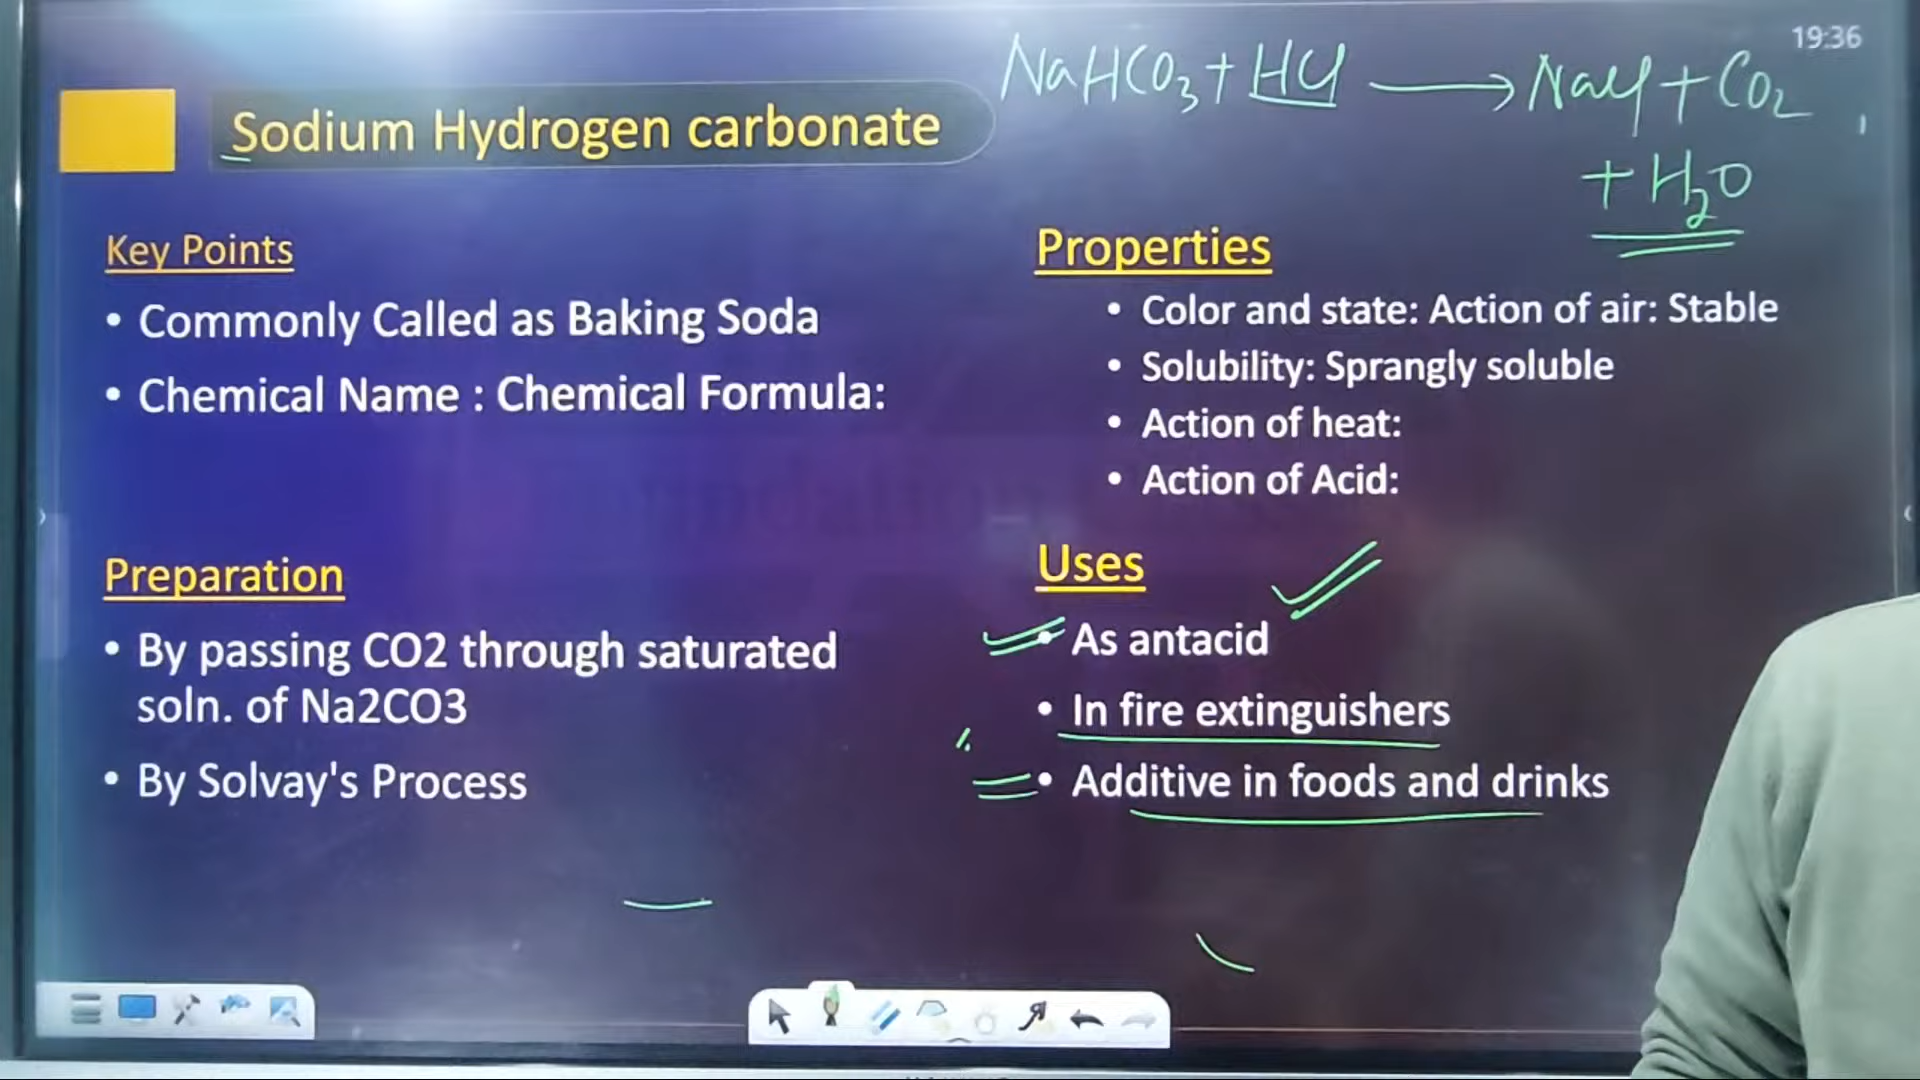 19:36
NaHCO3 + HCl → NaCl + CO2
+ H2O
Sodium Hydrogen carbonate
Key Points
• Commonly Called as Baking Soda
• Chemical Name : Chemical Formula:
Preparation
• By passing CO2 through saturated
soln. of Na2CO3
• By Solvay's Process
Properties
• Color and state: Action of air: Stable
• Solubility: Sprangly soluble
• Action of heat:
• Action of Acid:
Uses
• As antacid
• In fire extinguishers
• Additive in foods and drinks